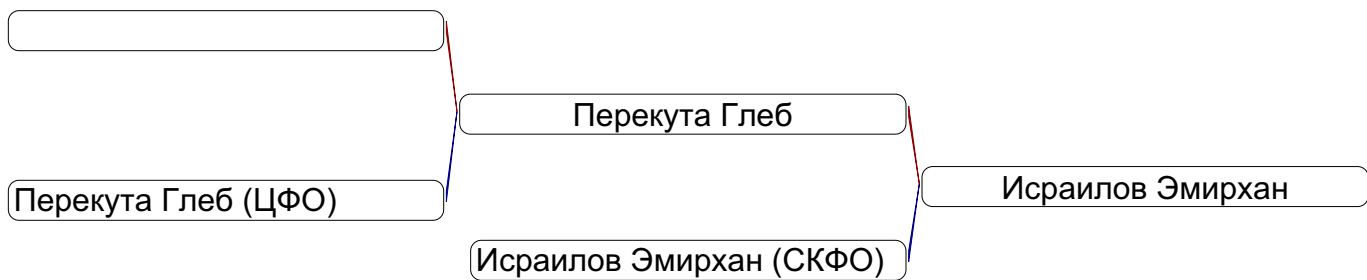 Перекута Глеб
Исраилов Эмирхан
Перекута Глеб (ЦФО)
Исраилов Эмирхан (СКФО)